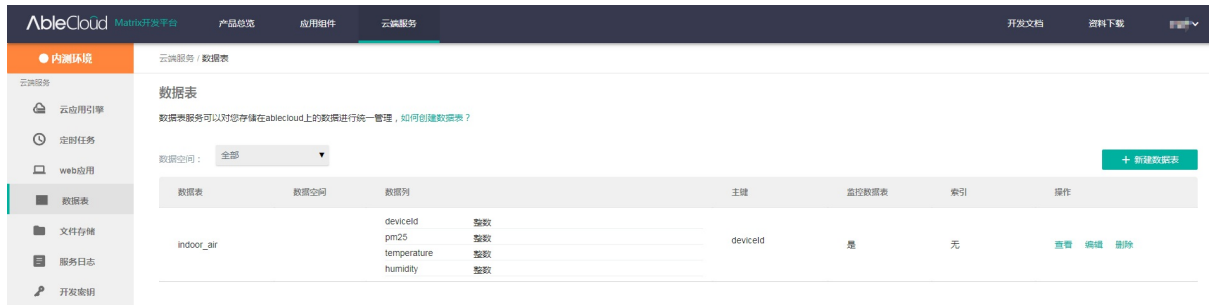 AbleCloud Matrix开发平台 产品总览 应用组件 云端服务 开发文档 资料下载
内测环境
云端服务 / 数据表
云端服务
云应用引擎
定时任务
web应用
数据表
文件存储
服务日志
开发密钥
数据表
数据表服务可以对您存储在ablecloud上的数据进行统一管理，如何创建数据表？
数据空间： 全部
+ 新建数据表
数据表 数据空间 数据列 主键 监控数据表 索引 操作
indoor_air
deviceId 整数
pm25 整数
temperature 整数
humidity 整数
deviceId 是 无 查看 编辑 删除